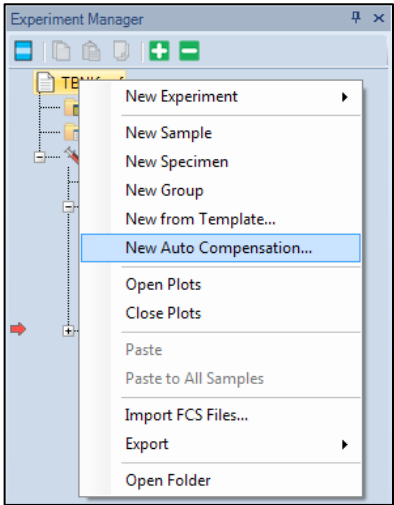 Experiment Manager
New Experiment
New Sample
New Specimen
New Group
New from Template...
New Auto Compensation...
Open Plots
Close Plots
Paste
Paste to All Samples
Import FCS Files...
Export
Open Folder